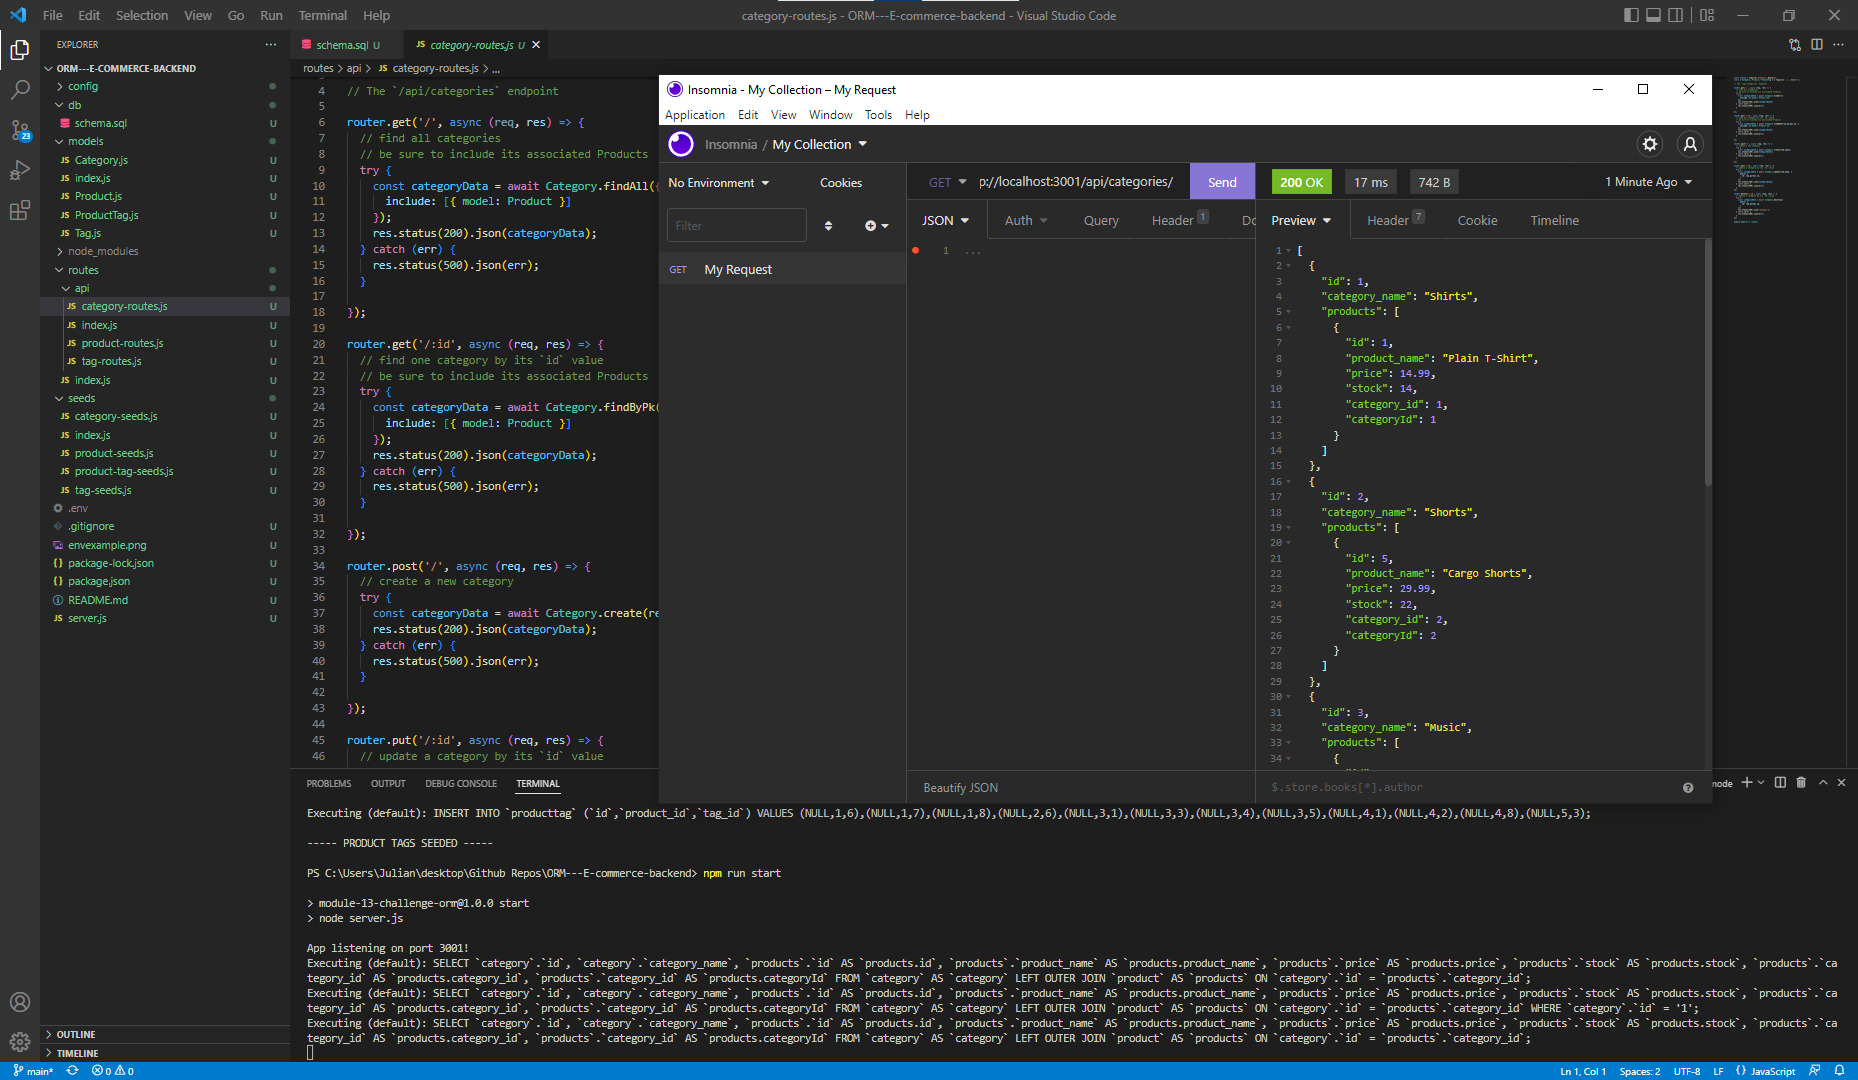 File Edit Selection View Go Run Terminal Help
category-routes.js - ORM---E-commerce-backend - Visual Studio Code
EXPLORER
ORM---E-COMMERCE-BACKEND
config
db
schema.sql U
models
Category.js U
index.js U
Product.js U
ProductTag.js U
Tag.js U
node_modules
routes
api
category-routes.js U
index.js U
product-routes.js U
tag-routes.js U
index.js U
seeds
category-seeds.js U
index.js U
product-seeds.js U
product-tag-seeds.js U
tag-seeds.js U
.env
.gitignore U
envexample.png U
package-lock.json U
package.json U
README.md U
server.js U
OUTLINE
TIMELINE
23
schema.sql U
category-routes.js U
routes > api > JS category-routes.js > ...
4 // The `/api/categories` endpoint
5
6 router.get('/', async (req, res) => {
7 // find all categories
8 // be sure to include its associated Products
9 try {
10 const categoryData = await Category.findAll({
11 include: [{ model: Product }]
12 });
13 res.status(200).json(categoryData);
14 } catch (err) {
15 res.status(500).json(err);
16 }
17
18 });
19
20 router.get('/:id', async (req, res) => {
21 // find one category by its `id` value
22 // be sure to include its associated Products
23 try {
24 const categoryData = await Category.findByPk(
25 include: [{ model: Product }]
26 });
27 res.status(200).json(categoryData);
28 } catch (err) {
29 res.status(500).json(err);
30 }
31
32 });
33
34 router.post('/', async (req, res) => {
35 // create a new category
36 try {
37 const categoryData = await Category.create(re
38 res.status(200).json(categoryData);
39 } catch (err) {
40 res.status(500).json(err);
41 }
42
43 });
44
45 router.put('/:id', async (req, res) => {
46 // update a category by its `id` value
Insomnia - My Collection – My Request
Application Edit View Window Tools Help
Insomnia / My Collection
No Environment Cookies
Filter
GET My Request
GET p://localhost:3001/api/categories/ Send
JSON Auth Query Header 1 Do
1 ...
Beautify JSON
200 OK 17 ms 742 B 1 Minute Ago
Preview Header 7 Cookie Timeline
1 [
2 {
3 "id": 1,
4 "category_name": "Shirts",
5 "products": [
6 {
7 "id": 1,
8 "product_name": "Plain T-Shirt",
9 "price": 14.99,
10 "stock": 14,
11 "category_id": 1,
12 "categoryId": 1
13 }
14 ]
15 },
16 {
17 "id": 2,
18 "category_name": "Shorts",
19 "products": [
20 {
21 "id": 5,
22 "product_name": "Cargo Shorts",
23 "price": 29.99,
24 "stock": 22,
25 "category_id": 2,
26 "categoryId": 2
27 }
28 ]
29 },
30 {
31 "id": 3,
32 "category_name": "Music",
33 "products": [
34 {
$.store.books[*].author
PROBLEMS OUTPUT DEBUG CONSOLE TERMINAL
node
Executing (default): INSERT INTO `producttag` (`id`,`product_id`,`tag_id`) VALUES (NULL,1,6),(NULL,1,7),(NULL,1,8),(NULL,2,6),(NULL,3,1),(NULL,3,3),(NULL,3,4),(NULL,3,5),(NULL,4,1),(NULL,4,2),(NULL,4,8),(NULL,5,3);
----- PRODUCT TAGS SEEDED -----
PS C:\Users\Julian\desktop\Github Repos\ORM---E-commerce-backend> npm run start
> module-13-challenge-orm@1.0.0 start
> node server.js
App listening on port 3001!
Executing (default): SELECT `category`.`id`, `category`.`category_name`, `products`.`id` AS `products.id`, `products`.`product_name` AS `products.product_name`, `products`.`price` AS `products.price`, `products`.`stock` AS `products.stock`, `products`.`ca
tegory_id` AS `products.category_id`, `products`.`category_id` AS `products.categoryId` FROM `category` AS `category` LEFT OUTER JOIN `product` AS `products` ON `category`.`id` = `products`.`category_id`;
Executing (default): SELECT `category`.`id`, `category`.`category_name`, `products`.`id` AS `products.id`, `products`.`product_name` AS `products.product_name`, `products`.`price` AS `products.price`, `products`.`stock` AS `products.stock`, `products`.`ca
tegory_id` AS `products.category_id`, `products`.`category_id` AS `products.categoryId` FROM `category` AS `category` LEFT OUTER JOIN `product` AS `products` ON `category`.`id` = `products`.`category_id` WHERE `category`.`id` = '1';
Executing (default): SELECT `category`.`id`, `category`.`category_name`, `products`.`id` AS `products.id`, `products`.`product_name` AS `products.product_name`, `products`.`price` AS `products.price`, `products`.`stock` AS `products.stock`, `products`.`ca
tegory_id` AS `products.category_id`, `products`.`category_id` AS `products.categoryId` FROM `category` AS `category` LEFT OUTER JOIN `product` AS `products` ON `category`.`id` = `products`.`category_id`;
main* 0 0 Ln 1, Col 1 Spaces: 2 UTF-8 LF {} JavaScript